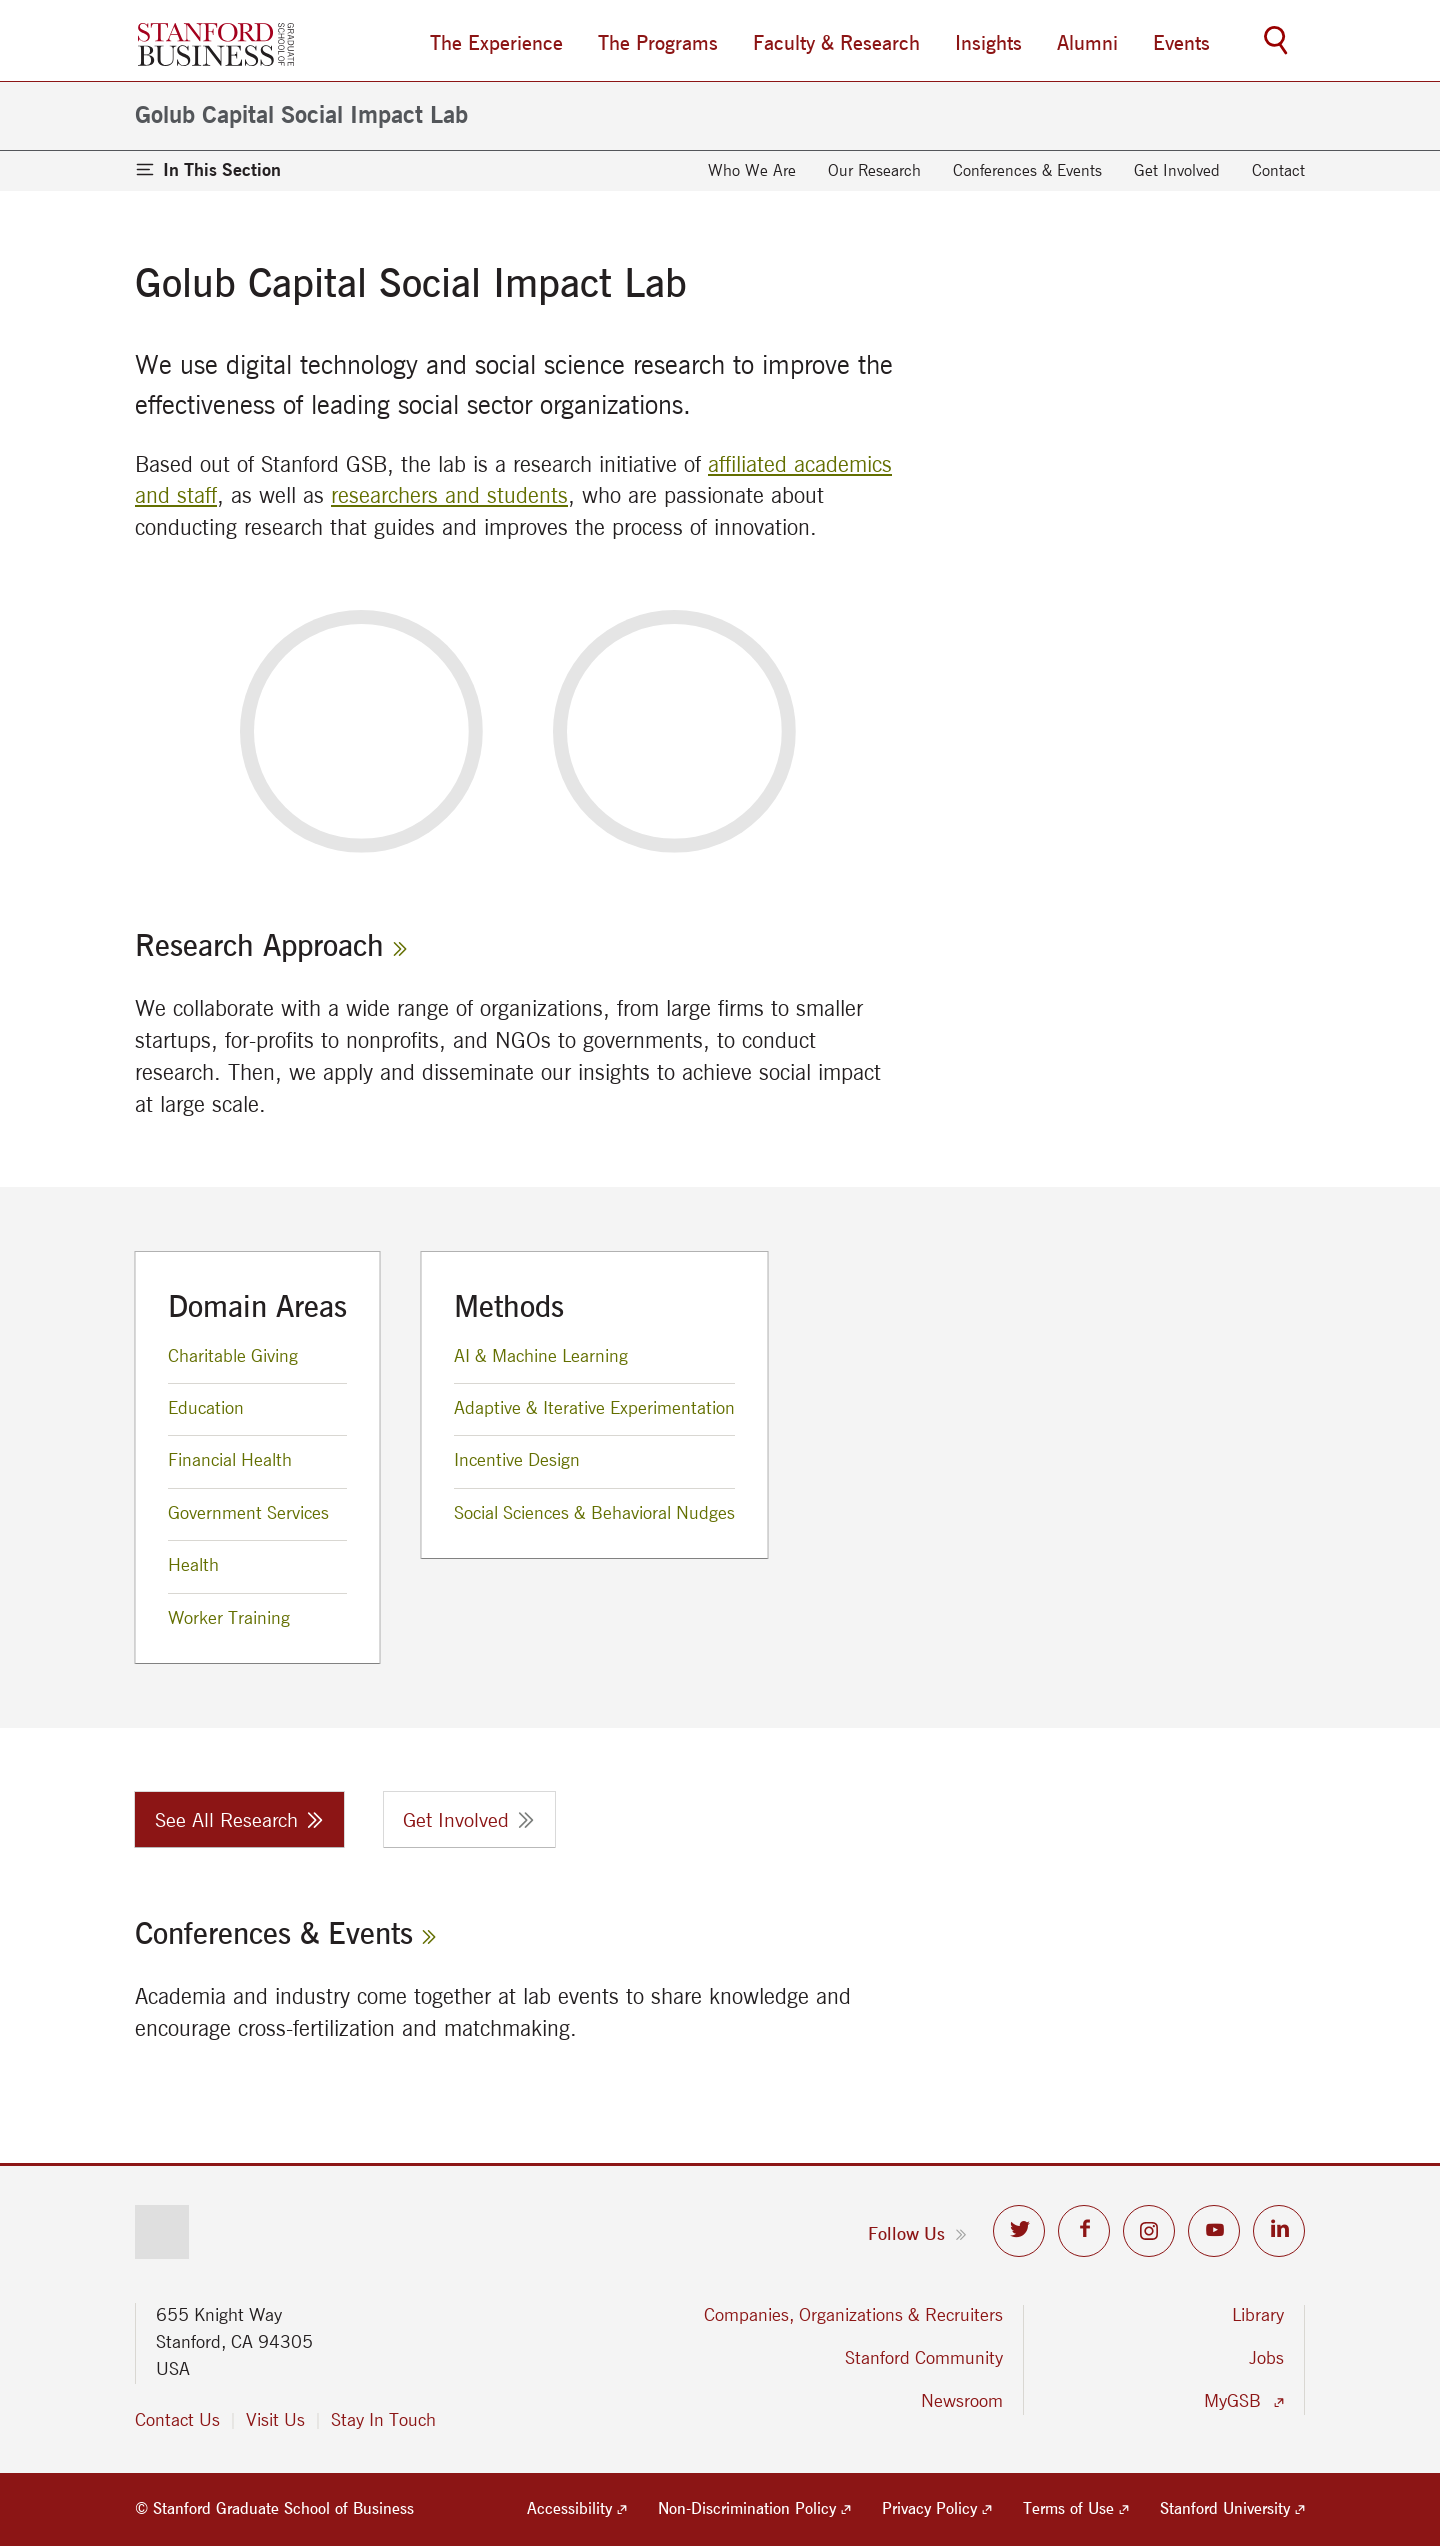 STANFORD
BUSINESS
GRADUATE
SCHOOL OF
The Experience
The Programs
Faculty & Research
Insights
Alumni
Events
Golub Capital Social Impact Lab
In This Section
Who We Are
Our Research
Conferences & Events
Get Involved
Contact
Golub Capital Social Impact Lab
We use digital technology and social science research to improve the
effectiveness of leading social sector organizations.
Based out of Stanford GSB, the lab is a research initiative of affiliated academics
and staff, as well as researchers and students, who are passionate about
conducting research that guides and improves the process of innovation.
Research Approach
We collaborate with a wide range of organizations, from large firms to smaller
startups, for-profits to nonprofits, and NGOs to governments, to conduct
research. Then, we apply and disseminate our insights to achieve social impact
at large scale.
Domain Areas
Charitable Giving
Education
Financial Health
Government Services
Health
Worker Training
Methods
AI & Machine Learning
Adaptive & Iterative Experimentation
Incentive Design
Social Sciences & Behavioral Nudges
See All Research
Get Involved
Conferences & Events
Academia and industry come together at lab events to share knowledge and
encourage cross-fertilization and matchmaking.
Follow Us
655 Knight Way
Stanford, CA 94305
USA
Contact Us | Visit Us | Stay In Touch
Companies, Organizations & Recruiters
Stanford Community
Newsroom
Library
Jobs
MyGSB
© Stanford Graduate School of Business
Accessibility
Non-Discrimination Policy
Privacy Policy
Terms of Use
Stanford University